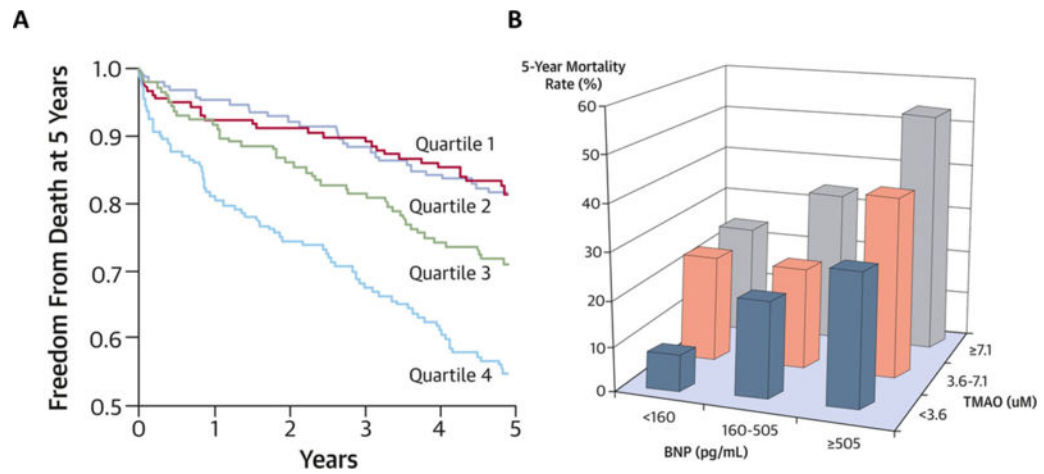 A
Freedom From Death at 5 Years
1.0
0.9
0.8
0.7
0.6
0.5
Quartile 1
Quartile 2
Quartile 3
Quartile 4
0 1 2 3 4 5
Years
B
5-Year Mortality
Rate (%)
60
50
40
30
20
10
0
<160
160-505
≥505
BNP (pg/mL)
≥7.1
3.6-7.1
<3.6
TMAO (uM)